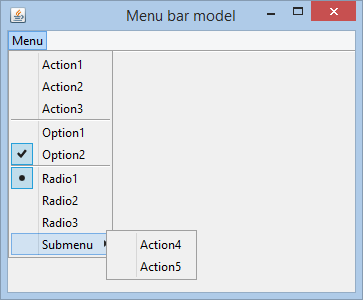 Menu bar model
Menu
Action1
Action2
Action3
Option1
Option2
Radio1
Radio2
Radio3
Submenu
Action4
Action5